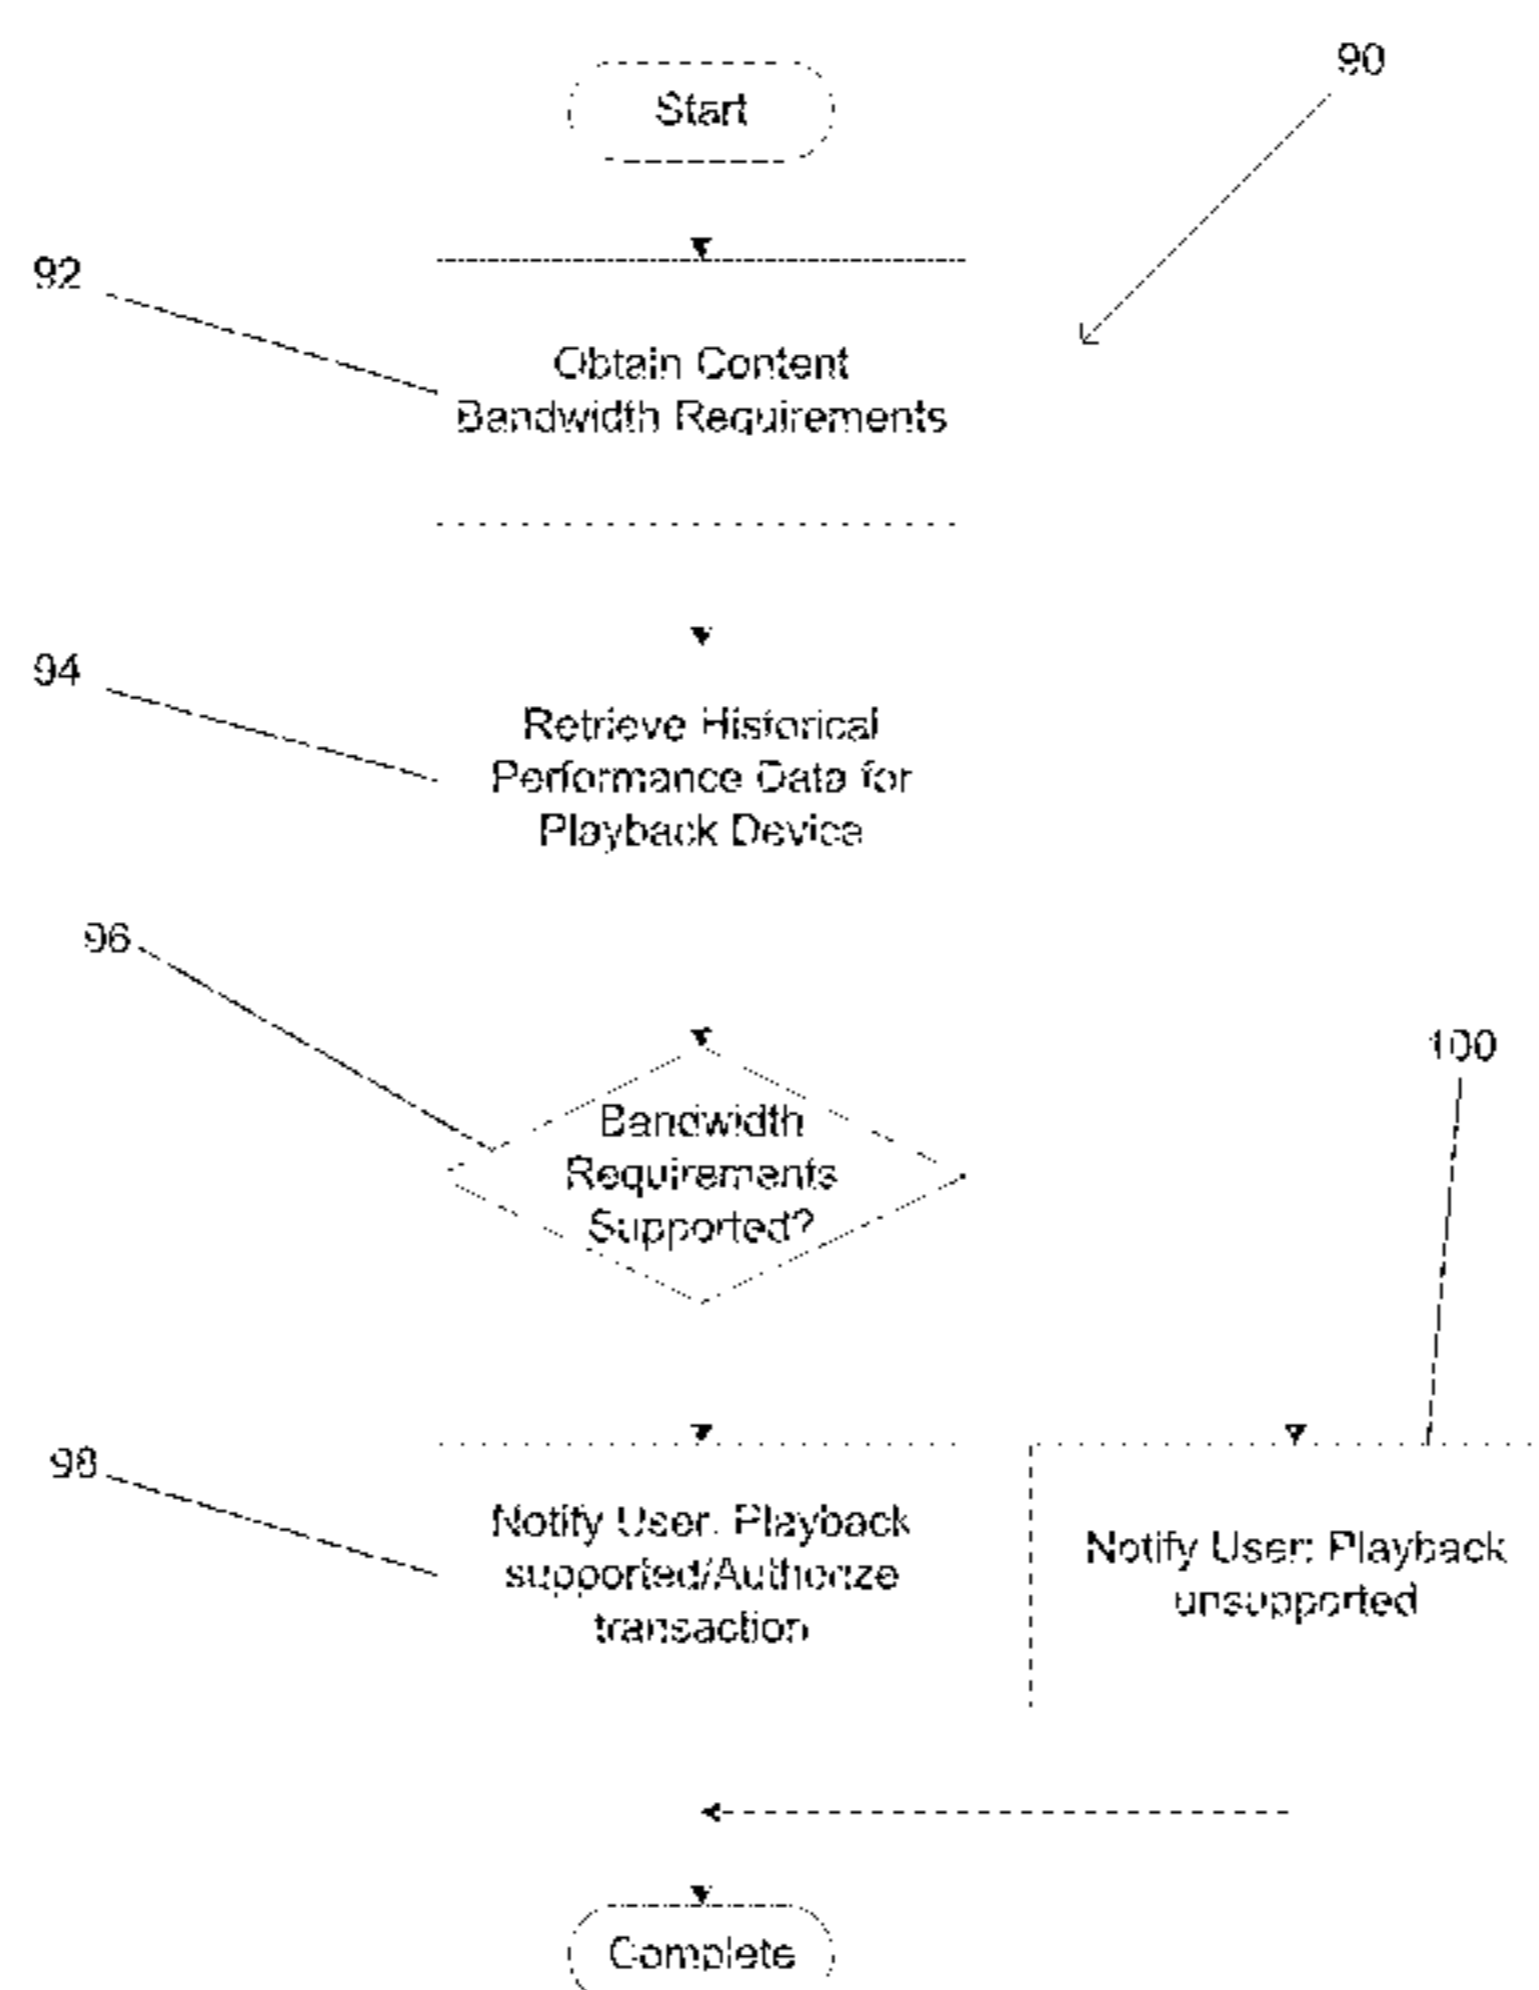 90
Start
92
Obtain Content
Bandwidth Requirements
94
Retrieve Historical
Performance Data for
Playback Device
96
100
Bandwidth
Requirements
Supported?
98
Notify User: Playback
supported/Authorize
transaction
Notify User: Playback
unsupported
Complete